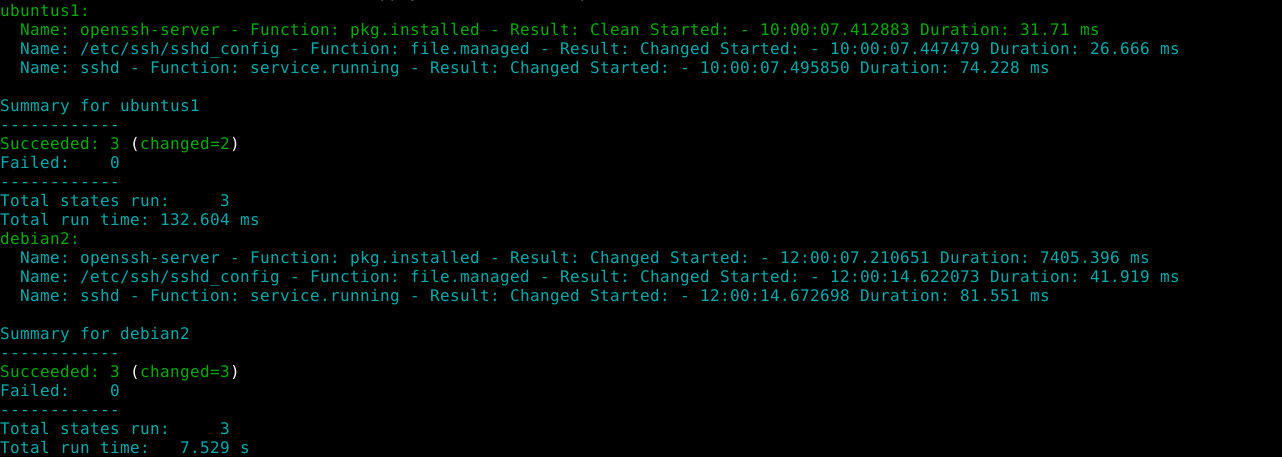 ubuntus1:
  Name: openssh-server - Function: pkg.installed - Result: Clean Started: - 10:00:07.412883 Duration: 31.71 ms
  Name: /etc/ssh/sshd_config - Function: file.managed - Result: Changed Started: - 10:00:07.447479 Duration: 26.666 ms
  Name: sshd - Function: service.running - Result: Changed Started: - 10:00:07.495850 Duration: 74.228 ms

Summary for ubuntus1
------------
Succeeded: 3 (changed=2)
Failed:    0
------------
Total states run:     3
Total run time: 132.604 ms
debian2:
  Name: openssh-server - Function: pkg.installed - Result: Changed Started: - 12:00:07.210651 Duration: 7405.396 ms
  Name: /etc/ssh/sshd_config - Function: file.managed - Result: Changed Started: - 12:00:14.622073 Duration: 41.919 ms
  Name: sshd - Function: service.running - Result: Changed Started: - 12:00:14.672698 Duration: 81.551 ms

Summary for debian2
------------
Succeeded: 3 (changed=3)
Failed:    0
------------
Total states run:     3
Total run time:   7.529 s